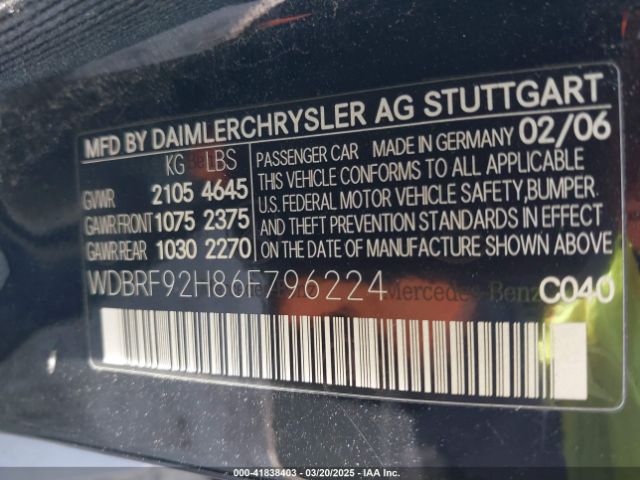 MFD BY DAIMLERCHRYSLER AG STUTTGART
MADE IN GERMANY 02/06
KG LBS
GVWR 2105 4645
GAWR FRONT 1075 2375
GAWR REAR 1030 2270
PASSENGER CAR
THIS VEHICLE CONFORMS TO ALL APPLICABLE
U.S. FEDERAL MOTOR VEHICLE SAFETY, BUMPER.
AND THEFT PREVENTION STANDARDS IN EFFECT
ON THE DATE OF MANUFACTURE SHOWN ABOVE
WDBRF92H86F796224
Mercedes-Benz
C040
000 - 41838403 - 03/20/2025 - IAA Inc.